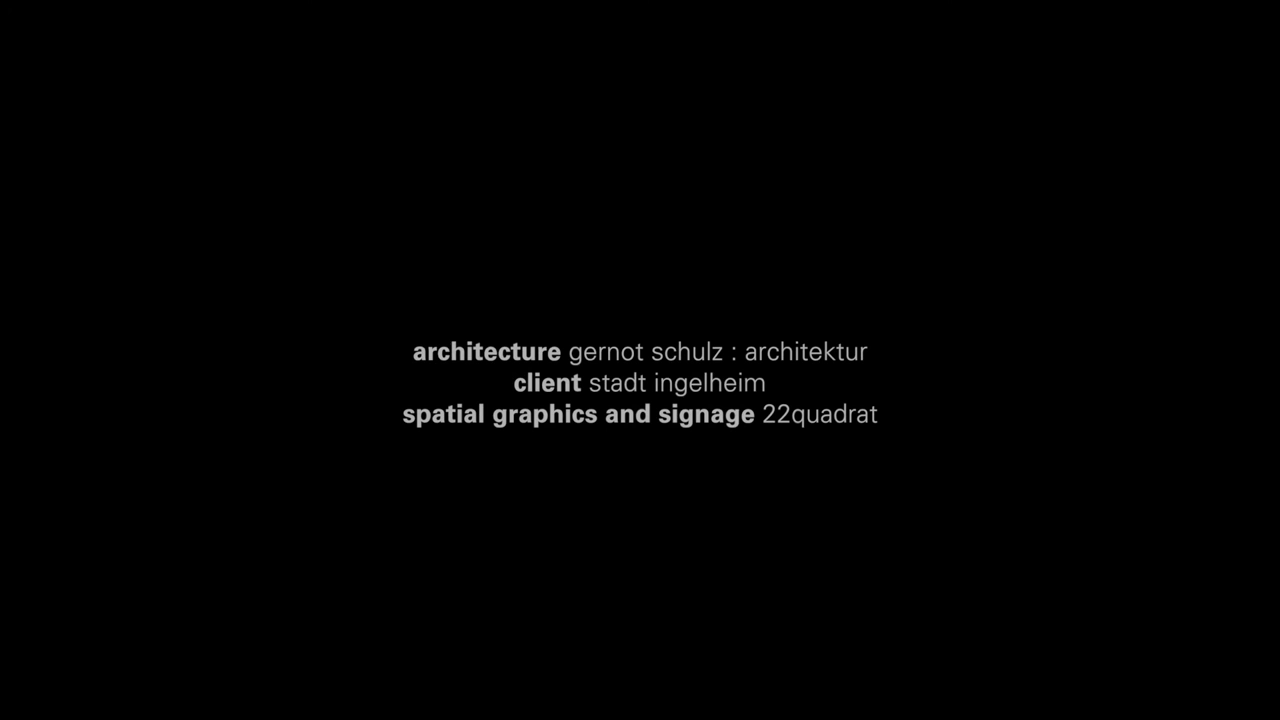 architecture gernot schulz : architektur
client stadt ingelheim
spatial graphics and signage 22quadrat